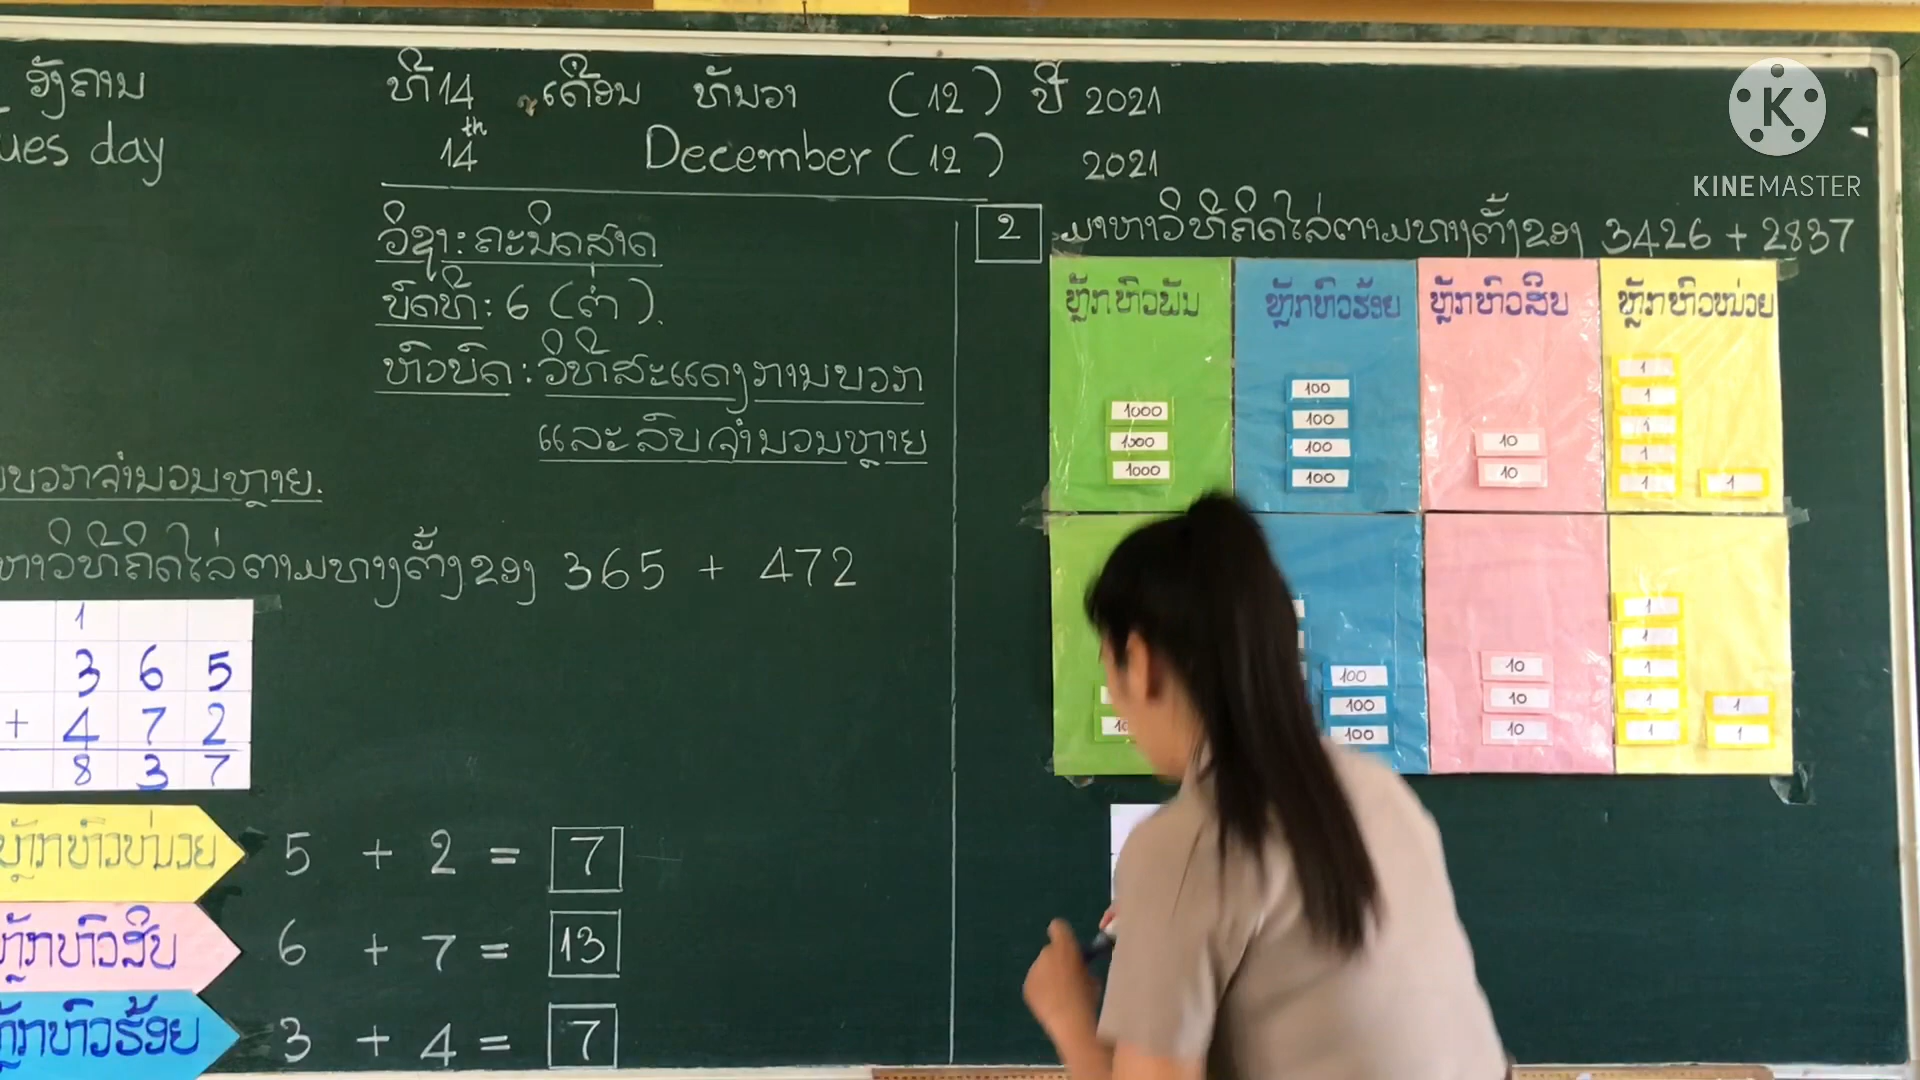 ອັງຄານ ທີ 14 ເດືອນ ທັນວາ (12) ປີ 2021
ues day 14th December (12) 2021
ວິຊາ: ຄະນິດສາດ
ບົດທີ: 6 (ຕໍ່).
ຫົວບົດ: ວິທີສະແດງການບວກ
ແລະລົບຈຳນວນຫຼາຍ
ບວກຈຳນວນຫຼາຍ.
ຫາວິທີຄິດໄລ່ຕາມທາງຕັ້ງຂອງ 365 + 472
1
3 6 5
+ 4 7 2
8 3 7
ຫຼັກຫົວໜ່ວຍ 5 + 2 = 7
ຫຼັກຫົວສິບ 6 + 7 = 13
ຫຼັກຫົວຮ້ອຍ 3 + 4 = 7
2 ມາຫາວິທີຄິດໄລ່ຕາມທາງຕັ້ງຂອງ 3426 + 2837
ຫຼັກຫົວພັນ ຫຼັກຫົວຮ້ອຍ ຫຼັກຫົວສິບ ຫຼັກຫົວໜ່ວຍ
1
100 1
1000 100 1
1000 100 10 1
1000 100 10 1 1
1
1
100 10 1
100 10 1 1
100 10 1 1
KINEMASTER